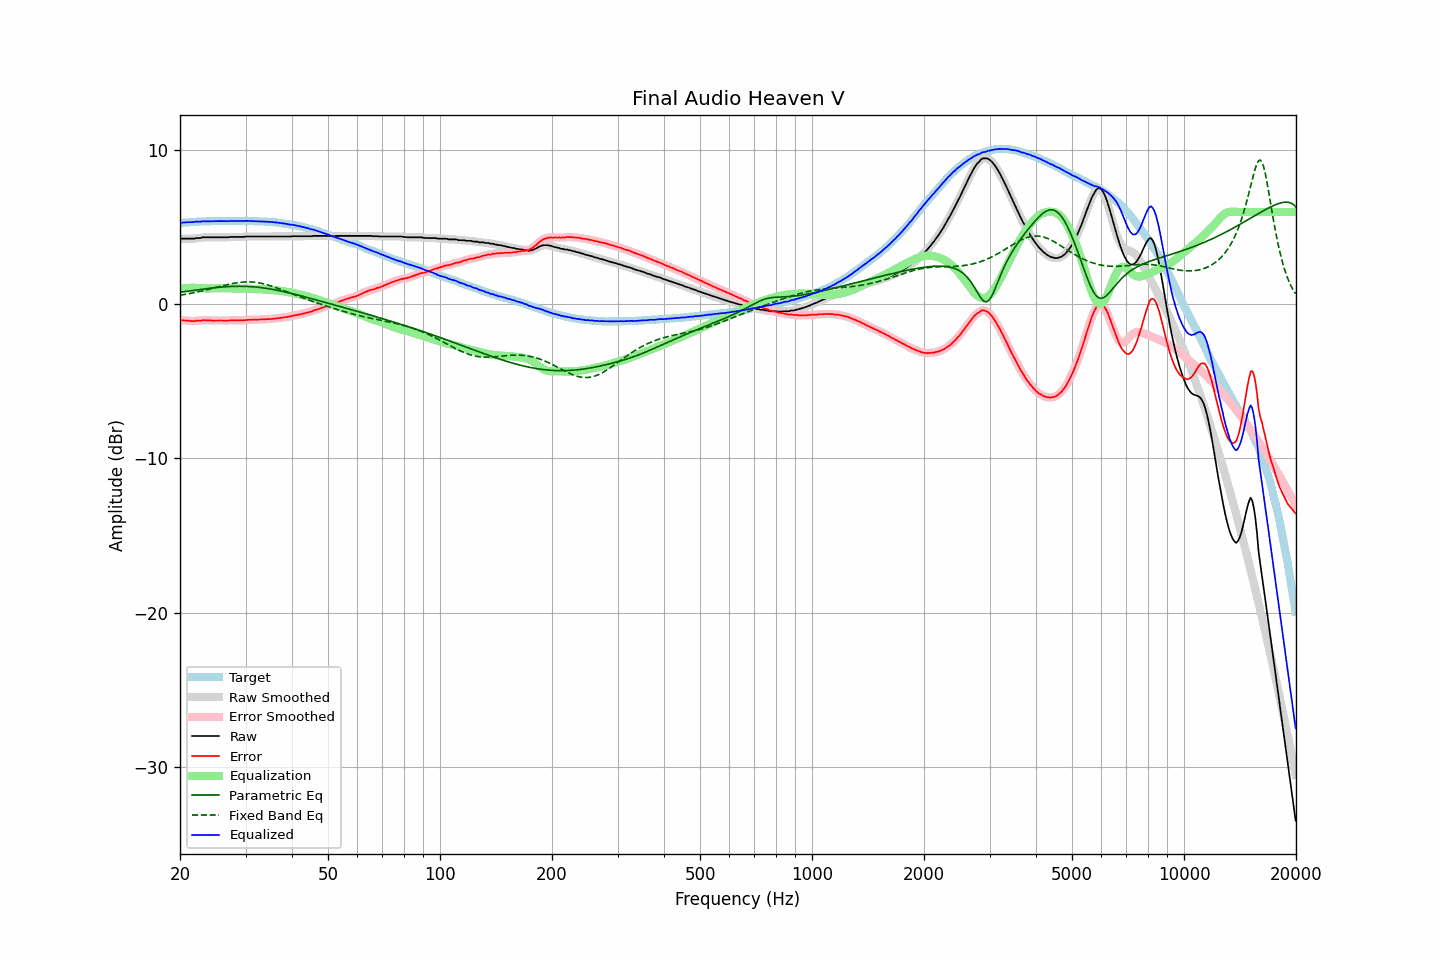 Final Audio Heaven V
10
0
−10
−20
−30
Amplitude (dBr)
Target
Raw Smoothed
Error Smoothed
Raw
Error
Equalization
Parametric Eq
Fixed Band Eq
Equalized
20 50 100 200 500 1000 2000 5000 10000 20000
Frequency (Hz)